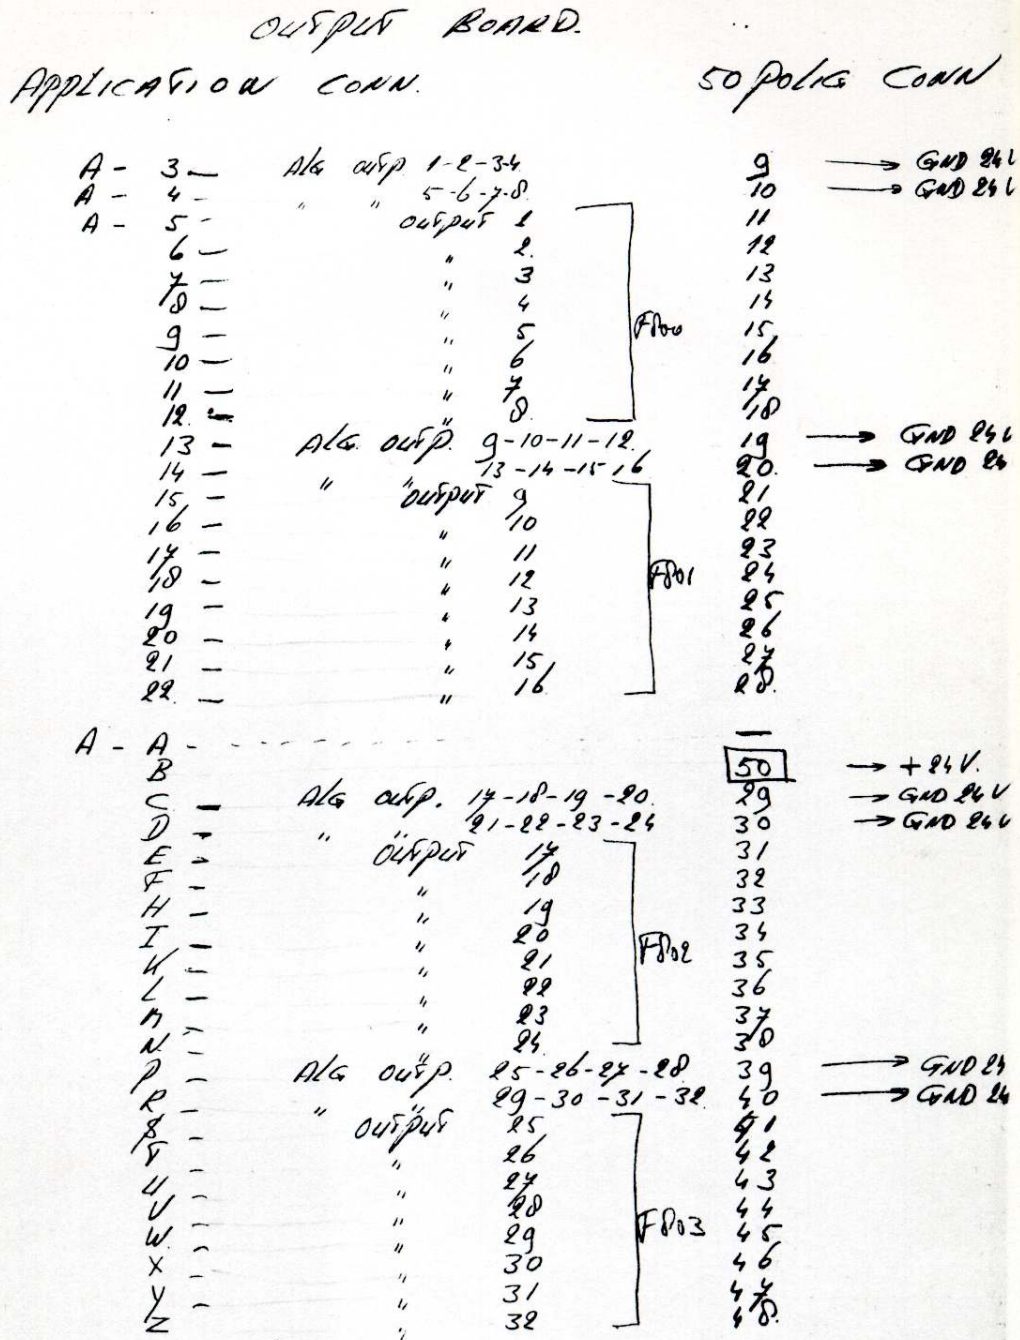 OUTPUT BOARD.
APPLICATION CONN. 50 POLIG CONN
A - 3 - AlG outp. 1-2-3-4. 9 → GND 24V
A - 4 - " " 5-6-7-8. 10 → GND 24V
A - 5 - output 1 11
6 - " 2. 12
7 - " 3 13
8 - " 4 14
9 - " 5 15 F800
10 - " 6 16
11 - " 7 17
12. - " 8. 18
13 - AlG. outp. 9-10-11-12. 19 → GND 24V
14 - " " 13-14-15 16 20. → GND 24
15 - output 9 21
16 - " 10 22
17 - " 11 23
18 - " 12 F801 24
19 - " 13 25
20 - " 14 26
21 - " 15 27
22. - " 16 28.
A - A - —
B 50 → +24V.
C - AlG outp. 17-18-19-20. 29 → GND 24V
D - " " 21-22-23-24 30 → GND 24V
E - output 17 31
F - " 18 32
H - " 19 33
I - " 20 34
K - " 21 F802 35
L - " 22 36
M - " 23 37
N. - " 24. 38
P - AlG outp. 25-26-27-28. 39 → GND 24
R - " " 29-30-31-32 40 → GND 24
S - output 25 41
T - " 26 42
U - " 27 43
V - " 28 44
W. - " 29 F803 45
X - " 30 46
Y - " 31 47
Z " 32 48.